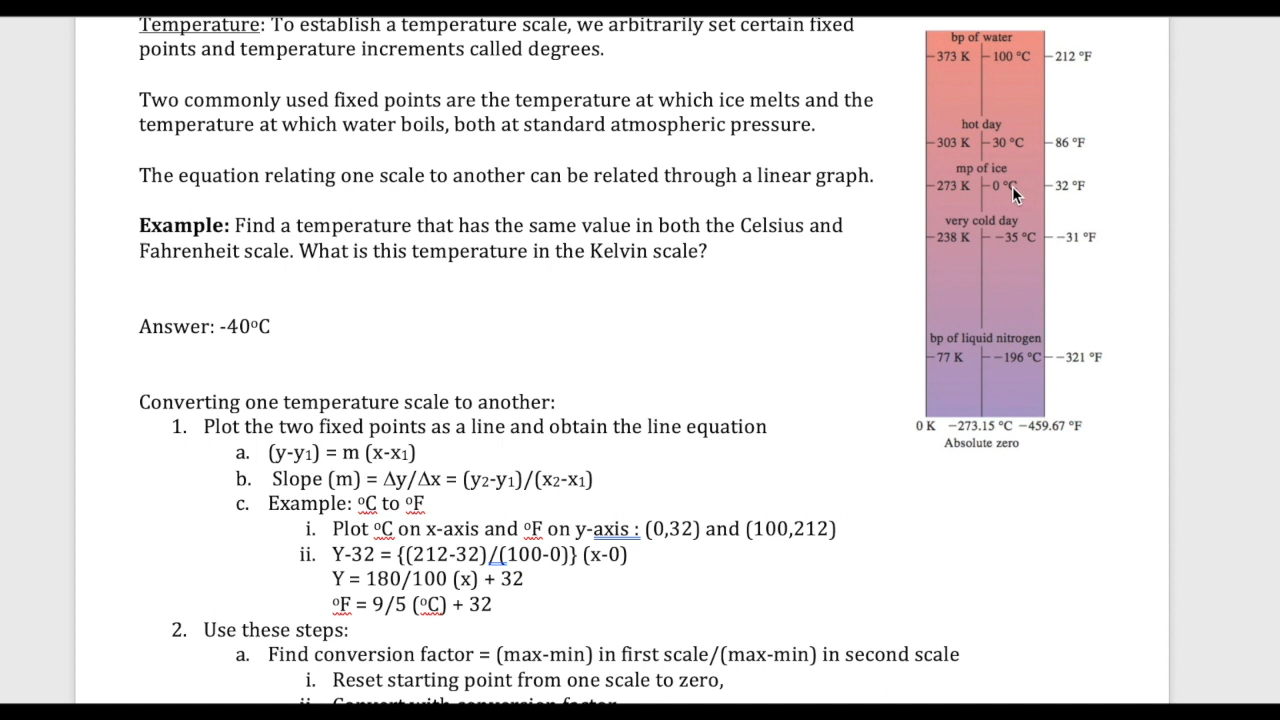 Temperature: To establish a temperature scale, we arbitrarily set certain fixed
points and temperature increments called degrees.
Two commonly used fixed points are the temperature at which ice melts and the
temperature at which water boils, both at standard atmospheric pressure.
The equation relating one scale to another can be related through a linear graph.
Example: Find a temperature that has the same value in both the Celsius and
Fahrenheit scale. What is this temperature in the Kelvin scale?
Answer: -40ºC
Converting one temperature scale to another:
1. Plot the two fixed points as a line and obtain the line equation
a. (y-y₁) = m (x-x₁)
b. Slope (m) = Δy/Δx = (y₂-y₁)/(x₂-x₁)
c. Example: ºC to ºF
i. Plot ºC on x-axis and ºF on y-axis : (0,32) and (100,212)
ii. Y-32 = {(212-32)/(100-0)} (x-0)
Y = 180/100 (x) + 32
ºF = 9/5 (ºC) + 32
2. Use these steps:
a. Find conversion factor = (max-min) in first scale/(max-min) in second scale
i. Reset starting point from one scale to zero,
ii. Convert with conversion factor
bp of water
373 K 100 °C 212 °F
hot day
303 K 30 °C 86 °F
mp of ice
273 K 0 °C 32 °F
very cold day
238 K −35 °C −31 °F
bp of liquid nitrogen
77 K −196 °C −321 °F
0 K −273.15 °C −459.67 °F
Absolute zero